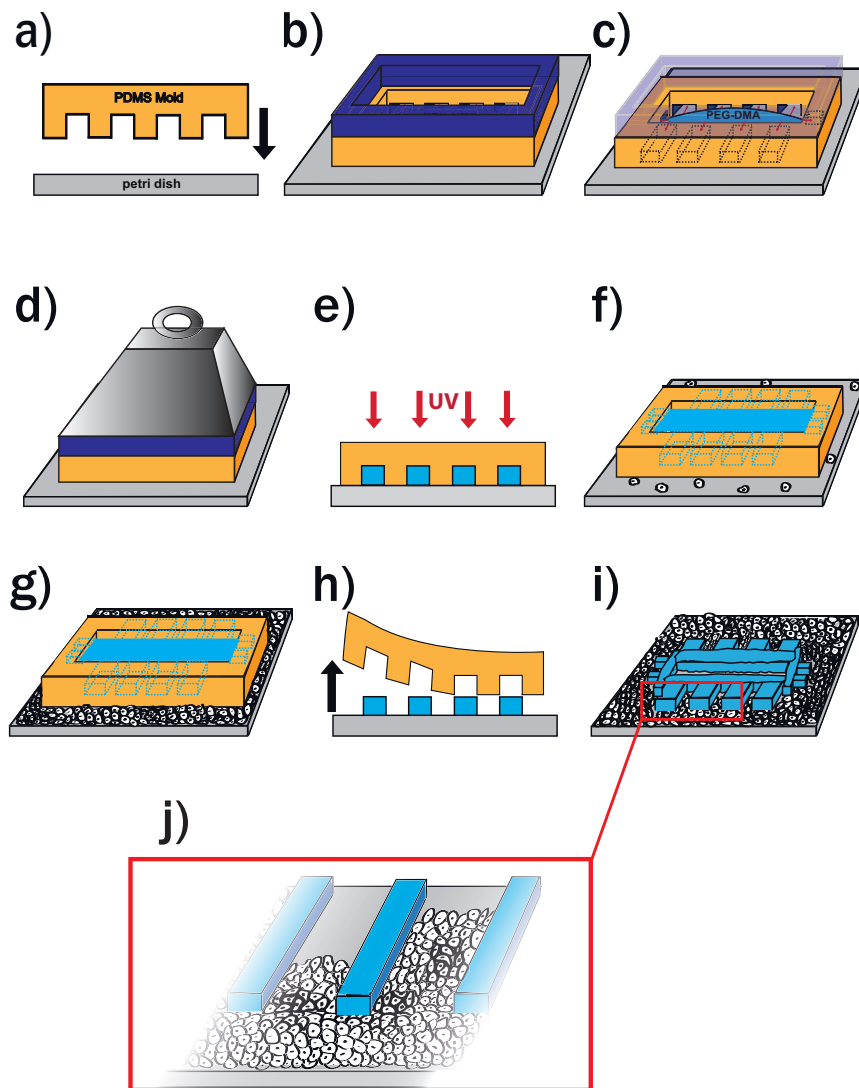 a)
b)
c)
PDMS Mold
petri dish
PEG-DMA
d)
e)
f)
UV
g)
h)
i)
j)